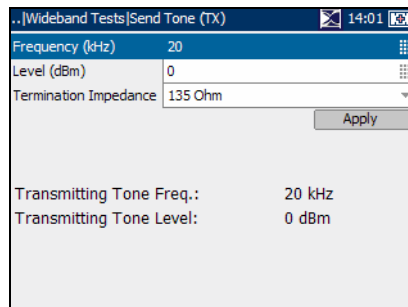 ..|Wideband Tests|Send Tone (TX) 14:01
Frequency (kHz) 20
Level (dBm) 0
Termination Impedance 135 Ohm
Apply
Transmitting Tone Freq.: 20 kHz
Transmitting Tone Level: 0 dBm